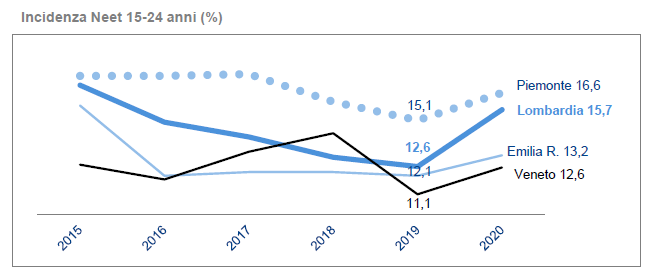 Incidenza Neet 15-24 anni (%)
15,1
Piemonte 16,6
Lombardia 15,7
12,6
12,1
Emilia R. 13,2
Veneto 12,6
11,1
2015
2016
2017
2018
2019
2020